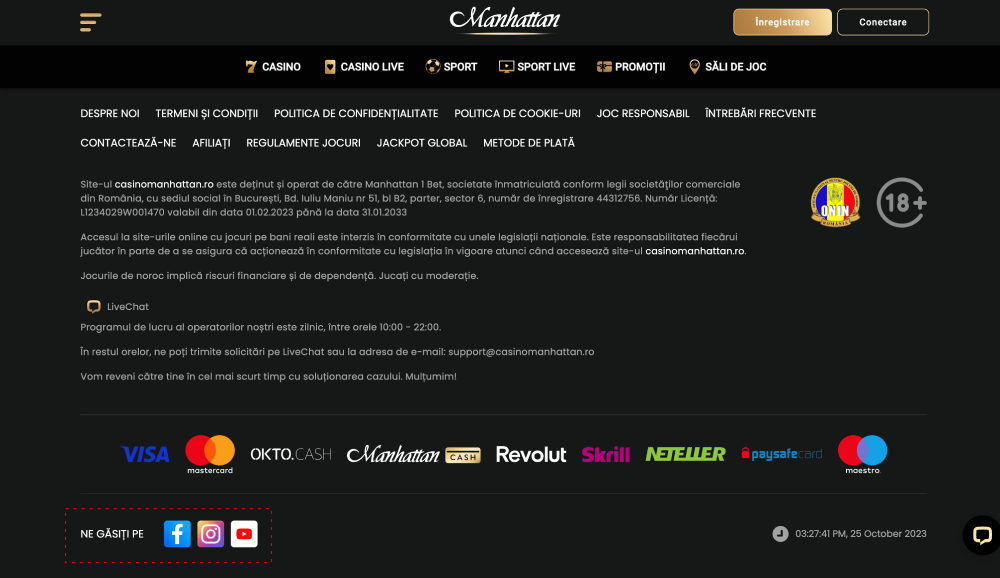 Manhattan
Înregistrare
Conectare
CASINO
CASINO LIVE
SPORT
SPORT LIVE
PROMOȚII
SĂLI DE JOC
DESPRE NOI TERMENI ȘI CONDIȚII POLITICA DE CONFIDENȚIALITATE POLITICA DE COOKIE-URI JOC RESPONSABIL ÎNTREBĂRI FRECVENTE
CONTACTEAZĂ-NE AFILIAȚI REGULAMENTE JOCURI JACKPOT GLOBAL METODE DE PLATĂ
Site-ul casinomanhattan.ro este deținut și operat de către Manhattan 1 Bet, societate înmatriculată conform legii societăților comerciale
din România, cu sediul social în București, Bd. Iuliu Maniu nr 51, bl B2, parter, sector 6, număr de înregistrare 44312756. Număr Licență:
L1234029W001470 valabil din data 01.02.2023 până la data 31.01.2033
ONJN
18+
Accesul la site-urile online cu jocuri pe bani reali este interzis în conformitate cu unele legislații naționale. Este responsabilitatea fiecărui
jucător în parte de a se asigura că acționează în conformitate cu legislația în vigoare atunci când accesează site-ul casinomanhattan.ro.
Jocurile de noroc implică riscuri financiare și de dependență. Jucați cu moderație.
LiveChat
Programul de lucru al operatorilor noștri este zilnic, între orele 10:00 - 22:00.
În restul orelor, ne poți trimite solicitări pe LiveChat sau la adresa de e-mail: support@casinomanhattan.ro
Vom reveni către tine în cel mai scurt timp cu soluționarea cazului. Mulțumim!
VISA
mastercard
OKTO.CASH
Manhattan CASH
Revolut
Skrill
NETELLER
paysafecard
maestro
NE GĂSIȚI PE
03:27:41 PM, 25 October 2023